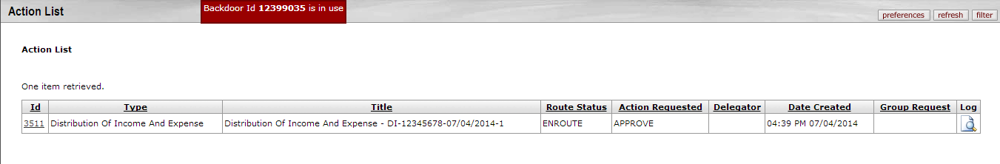 Action List
Backdoor Id 12399035 is in use
preferences refresh filter
Action List
One item retrieved.
Id Type Title Route Status Action Requested Delegator Date Created Group Request Log
3511 Distribution Of Income And Expense Distribution Of Income And Expense - DI-12345678-07/04/2014-1 ENROUTE APPROVE 04:39 PM 07/04/2014